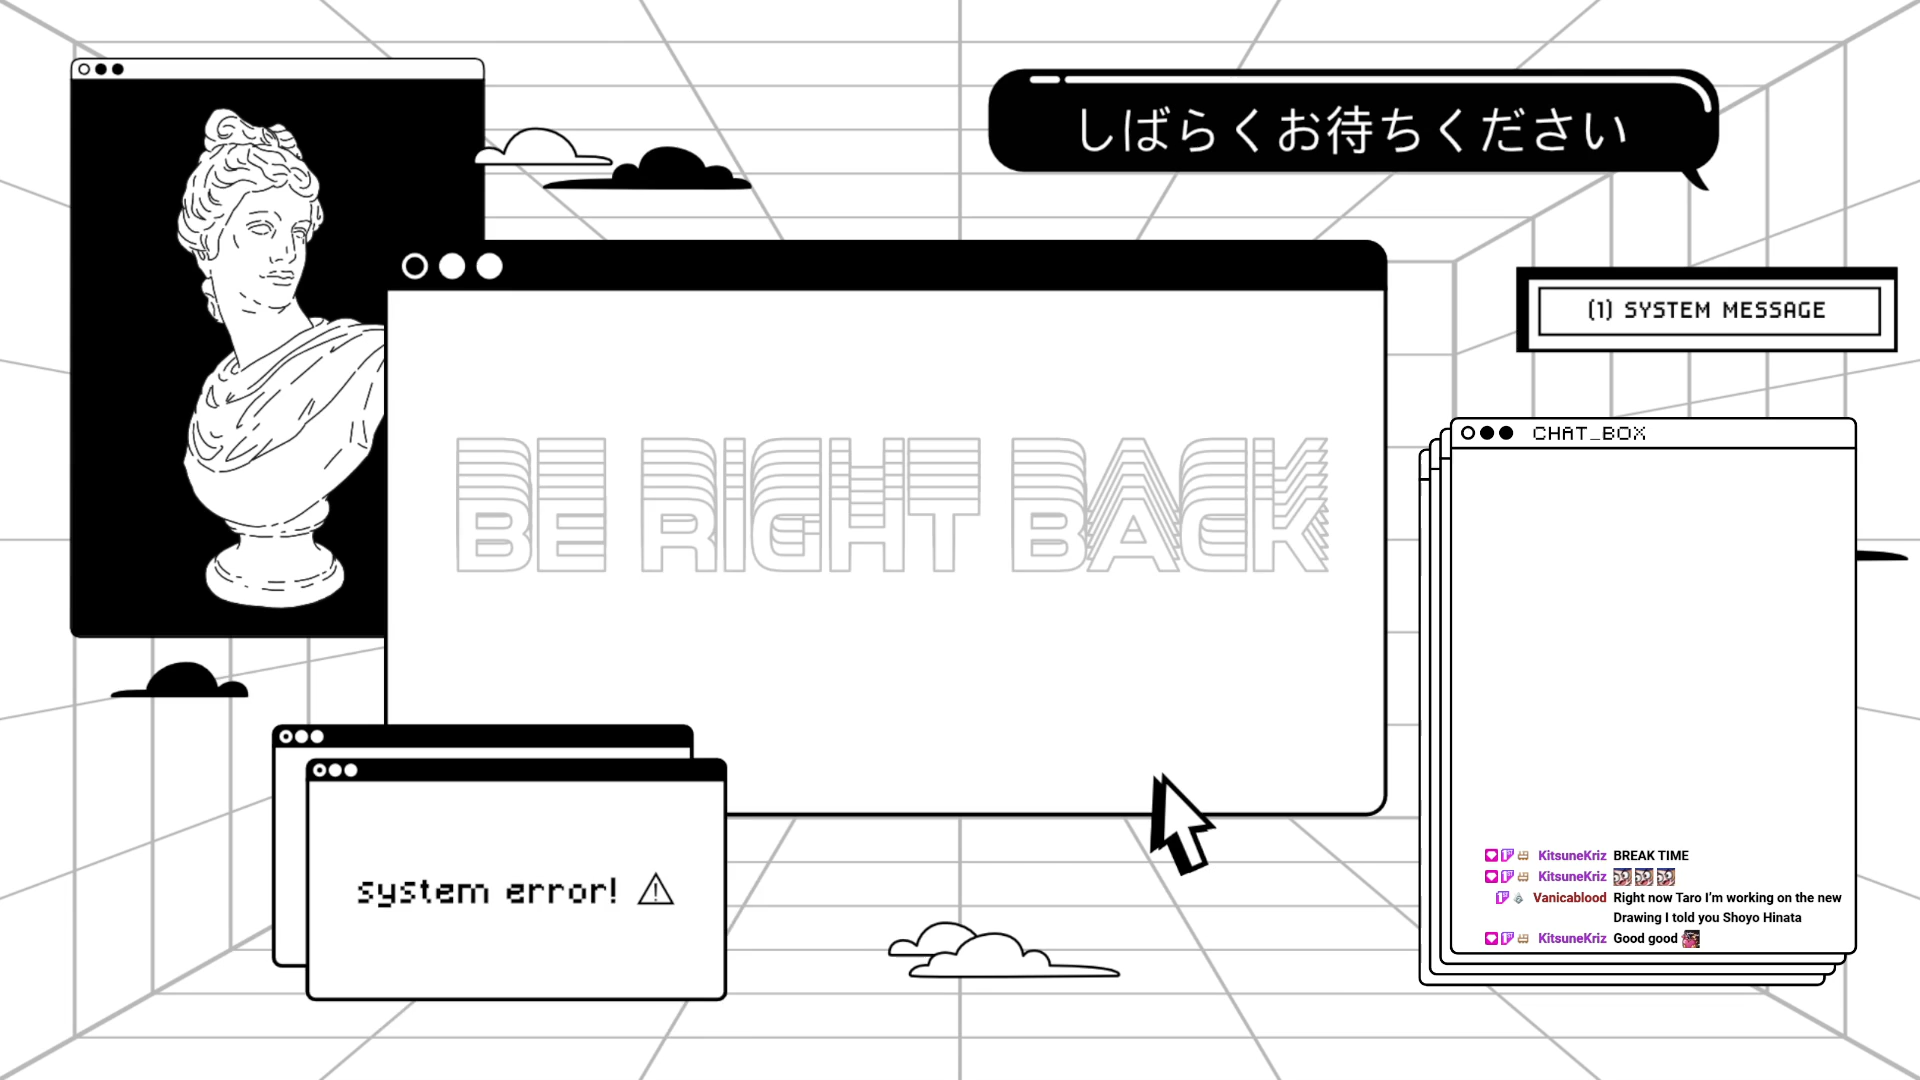 しばらくお待ちください
(1) SYSTEM MESSAGE
BE RIGHT BACK
CHAT_BOX
system error!
KitsuneKriz BREAK TIME
KitsuneKriz
Vanicablood Right now Taro I'm working on the new
Drawing I told you Shoyo Hinata
KitsuneKriz Good good